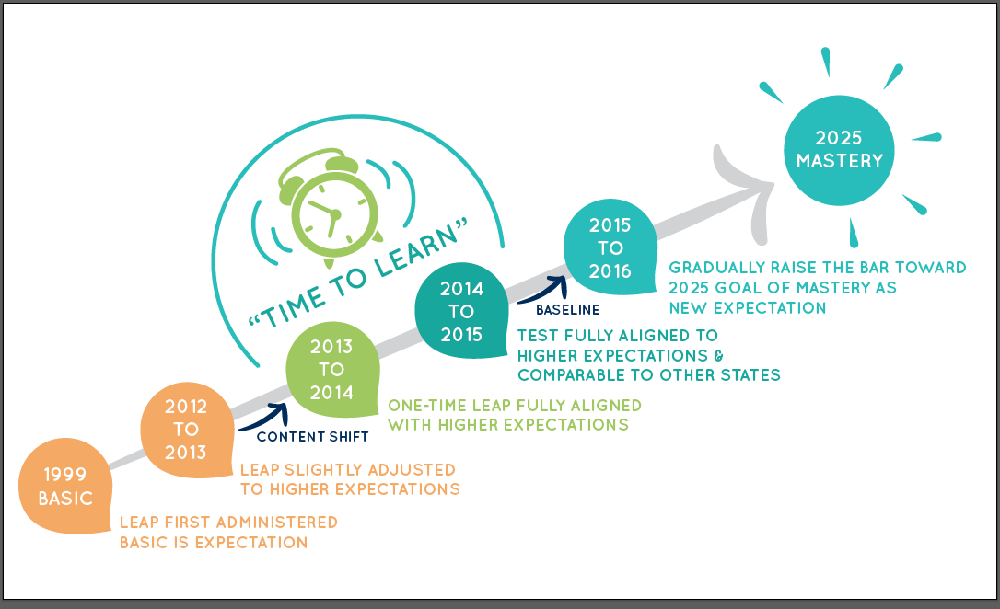 2025
MASTERY
"TIME TO LEARN"
2015
TO
2016
GRADUALLY RAISE THE BAR TOWARD
2025 GOAL OF MASTERY AS
NEW EXPECTATION
BASELINE
2014
TO
2015
TEST FULLY ALIGNED TO
HIGHER EXPECTATIONS &
COMPARABLE TO OTHER STATES
2013
TO
2014
ONE-TIME LEAP FULLY ALIGNED
WITH HIGHER EXPECTATIONS
CONTENT SHIFT
2012
TO
2013
LEAP SLIGHTLY ADJUSTED
TO HIGHER EXPECTATIONS
1999
BASIC
LEAP FIRST ADMINISTERED
BASIC IS EXPECTATION